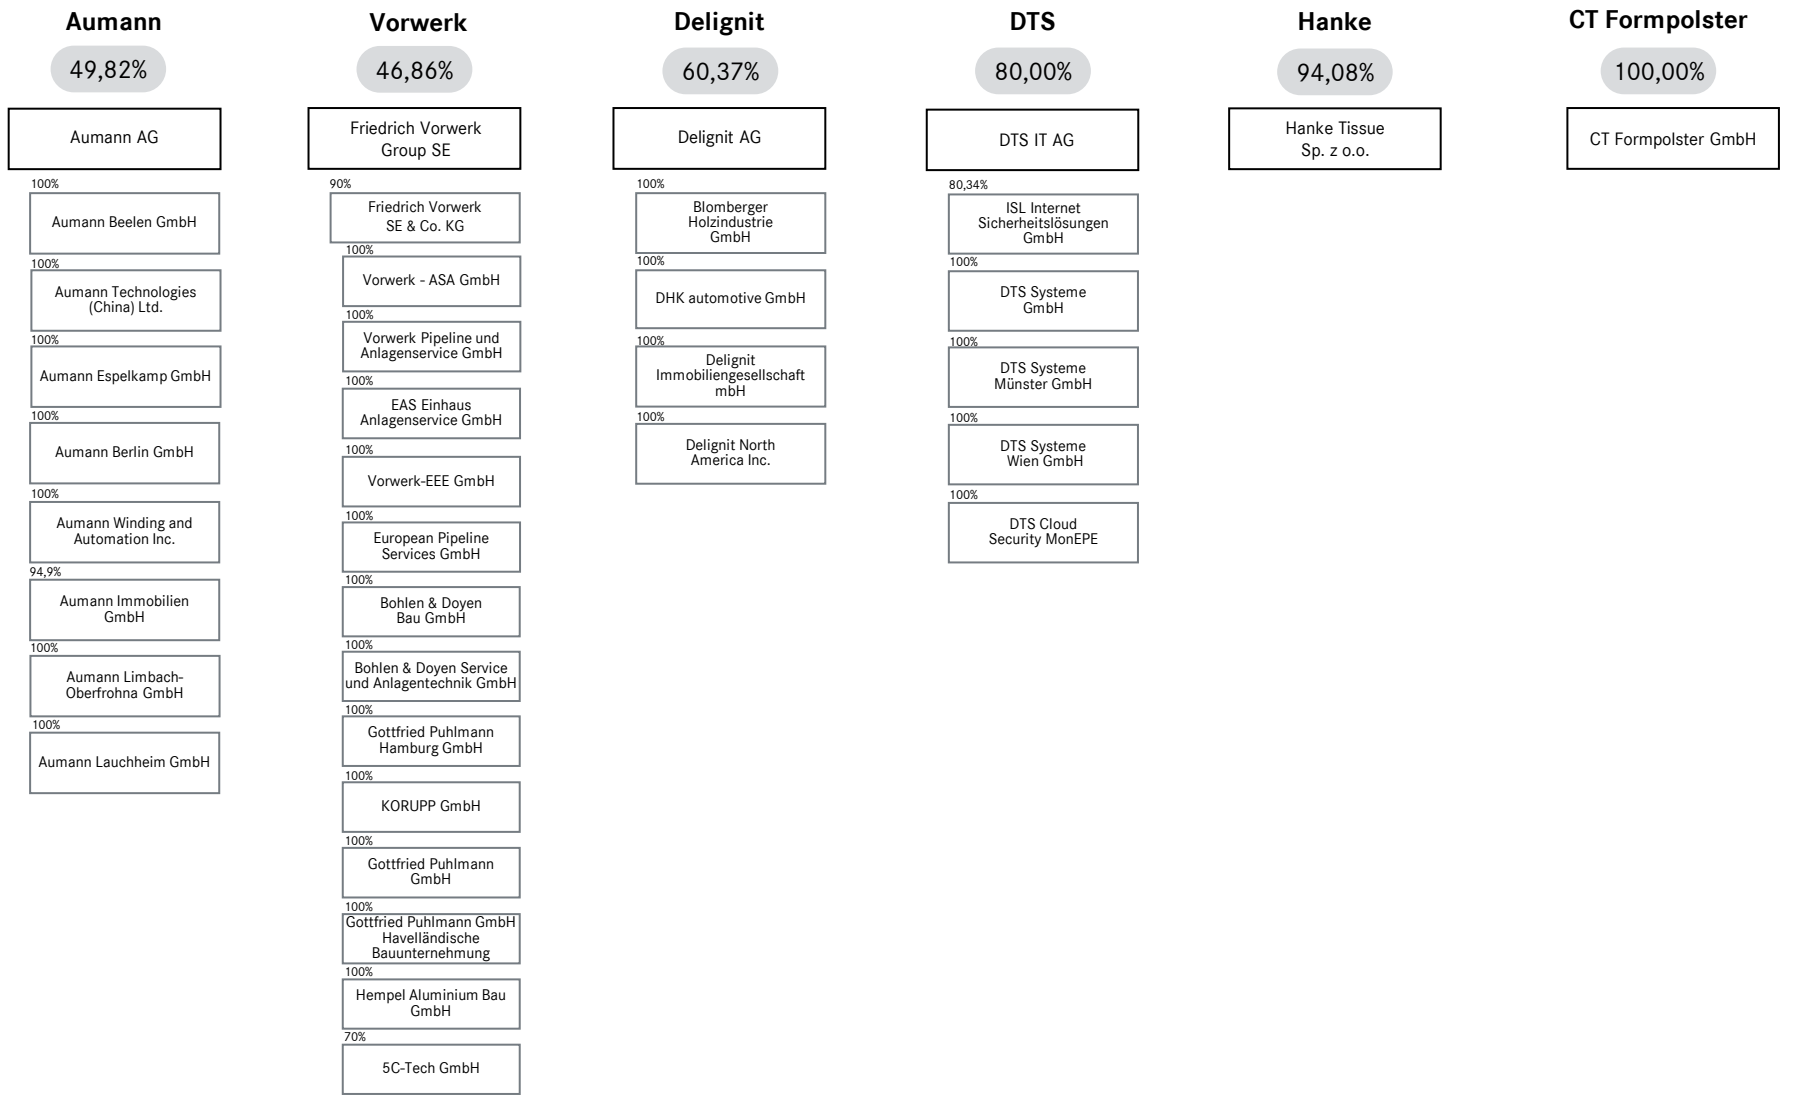 Aumann
49,82%
Aumann AG
100%
Aumann Beelen GmbH
100%
Aumann Technologies
(China) Ltd.
100%
Aumann Espelkamp GmbH
100%
Aumann Berlin GmbH
100%
Aumann Winding and
Automation Inc.
94,9%
Aumann Immobilien
GmbH
100%
Aumann Limbach-
Oberfrohna GmbH
100%
Aumann Lauchheim GmbH
Vorwerk
46,86%
Friedrich Vorwerk
Group SE
90%
Friedrich Vorwerk
SE & Co. KG
100%
Vorwerk - ASA GmbH
100%
Vorwerk Pipeline und
Anlagenservice GmbH
100%
EAS Einhaus
Anlagenservice GmbH
100%
Vorwerk-EEE GmbH
100%
European Pipeline
Services GmbH
100%
Bohlen & Doyen
Bau GmbH
100%
Bohlen & Doyen Service
und Anlagentechnik GmbH
100%
Gottfried Puhlmann
Hamburg GmbH
100%
KORUPP GmbH
100%
Gottfried Puhlmann
GmbH
100%
Gottfried Puhlmann GmbH
Havelländische
Bauunternehmung
100%
Hempel Aluminium Bau
GmbH
70%
5C-Tech GmbH
Delignit
60,37%
Delignit AG
100%
Blomberger
Holzindustrie
GmbH
100%
DHK automotive GmbH
100%
Delignit
Immobiliengesellschaft
mbH
100%
Delignit North
America Inc.
DTS
80,00%
DTS IT AG
80,34%
ISL Internet
Sicherheitslösungen
GmbH
100%
DTS Systeme
GmbH
100%
DTS Systeme
Münster GmbH
100%
DTS Systeme
Wien GmbH
100%
DTS Cloud
Security MonEPE
Hanke
94,08%
Hanke Tissue
Sp. z o.o.
CT Formpolster
100,00%
CT Formpolster GmbH